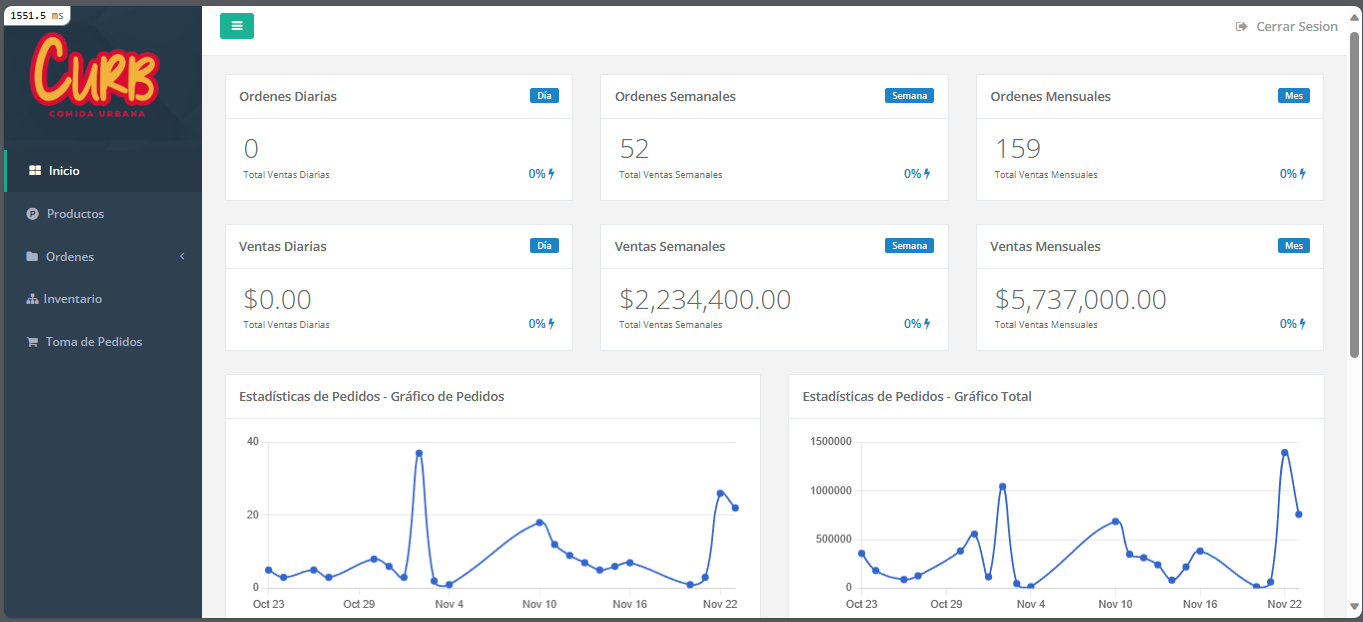 1551.5 ms
Cerrar Sesion
CURB
COMIDA URBANA
Inicio
Productos
Ordenes
Inventario
Toma de Pedidos
Ordenes Diarias
Día
0
Total Ventas Diarias
0%
Ordenes Semanales
Semana
52
Total Ventas Semanales
0%
Ordenes Mensuales
Mes
159
Total Ventas Mensuales
0%
Ventas Diarias
Día
$0.00
Total Ventas Diarias
0%
Ventas Semanales
Semana
$2,234,400.00
Total Ventas Semanales
0%
Ventas Mensuales
Mes
$5,737,000.00
Total Ventas Mensuales
0%
Estadísticas de Pedidos - Gráfico de Pedidos
40
20
0
Oct 23 Oct 29 Nov 4 Nov 10 Nov 16 Nov 22
Estadísticas de Pedidos - Gráfico Total
1500000
1000000
500000
0
Oct 23 Oct 29 Nov 4 Nov 10 Nov 16 Nov 22